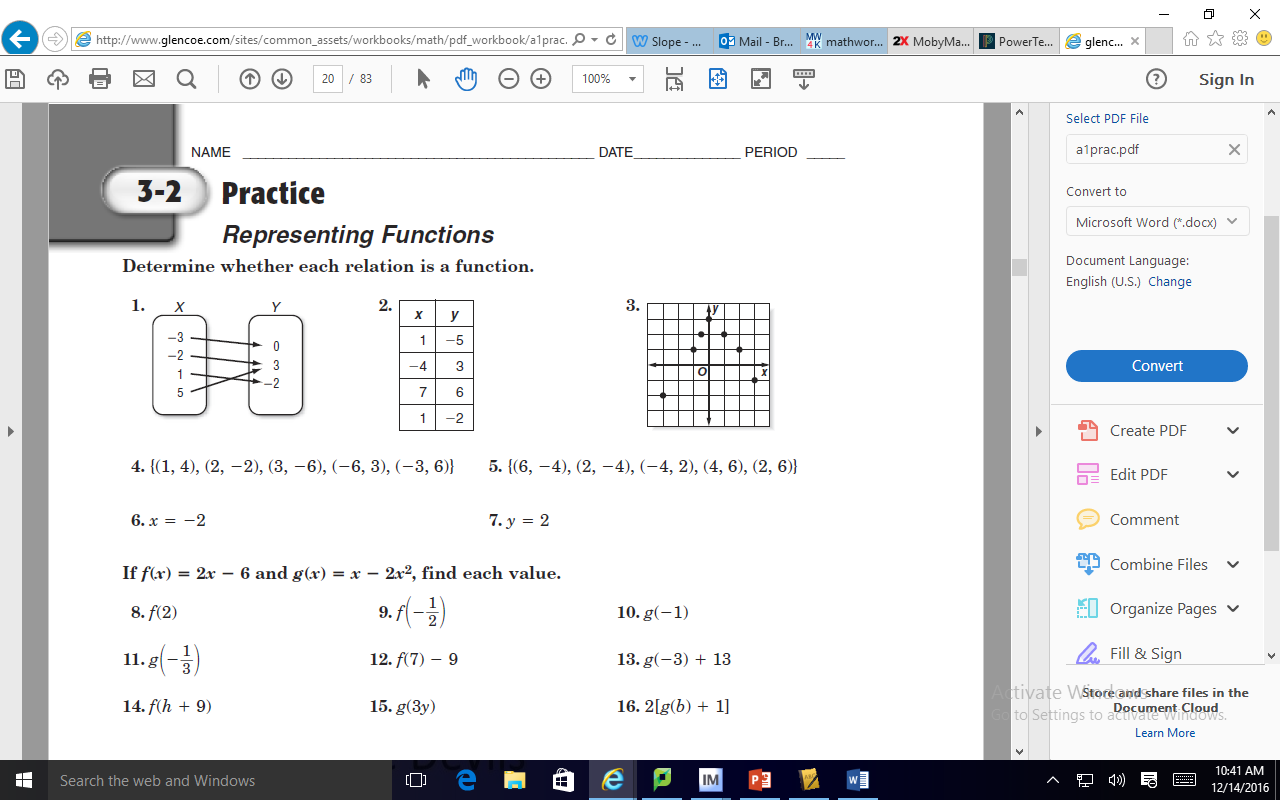 http://www.glencoe.com/sites/common_assets/workbooks/math/pdf_workbook/a1prac.
Slope - ...
Mail - Br...
mathwor...
2X MobyMa...
PowerTe...
glenc...
20 / 83
100%
Sign In
NAME ____ DATE____ PERIOD ____
3-2 Practice
Representing Functions
Determine whether each relation is a function.
1. X Y
−3
−2
1
5
0
3
−2
2.
x y
1 −5
−4 3
7 6
1 −2
3.
y
O x
4. {(1, 4), (2, −2), (3, −6), (−6, 3), (−3, 6)}
5. {(6, −4), (2, −4), (−4, 2), (4, 6), (2, 6)}
6. x = −2
7. y = 2
If f(x) = 2x − 6 and g(x) = x − 2x², find each value.
8. f(2)
9. f(−1/2)
10. g(−1)
11. g(−1/3)
12. f(7) − 9
13. g(−3) + 13
14. f(h + 9)
15. g(3y)
16. 2[g(b) + 1]
Select PDF File
a1prac.pdf
Convert to
Microsoft Word (*.docx)
Document Language:
English (U.S.) Change
Convert
Create PDF
Edit PDF
Comment
Combine Files
Organize Pages
Fill & Sign
Store and share files in the
Document Cloud
Learn More
Activate Windows
Go to Settings to activate Windows.
Search the web and Windows
IM
10:41 AM
12/14/2016